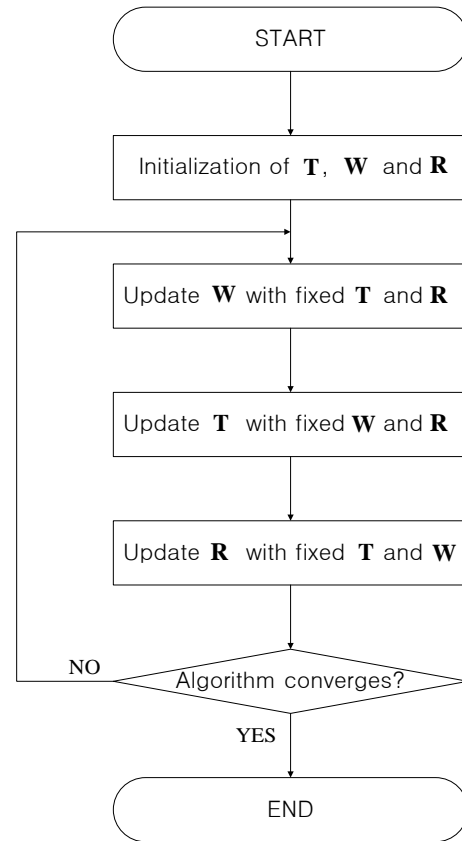 START
Initialization of T, W and R
Update W with fixed T and R
Update T with fixed W and R
Update R with fixed T and W
NO
Algorithm converges?
YES
END